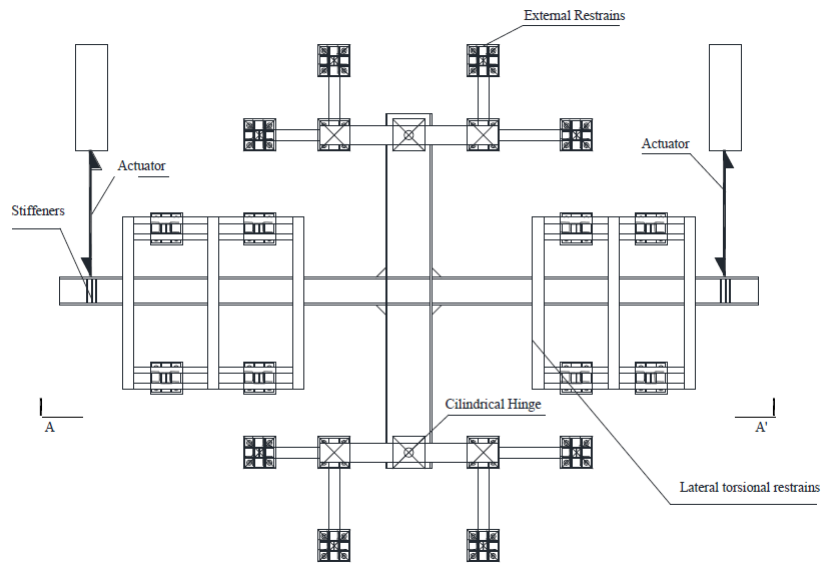 External Restrains
Actuator
Actuator
Stiffeners
Cilindrical Hinge
A
A'
Lateral torsional restrains